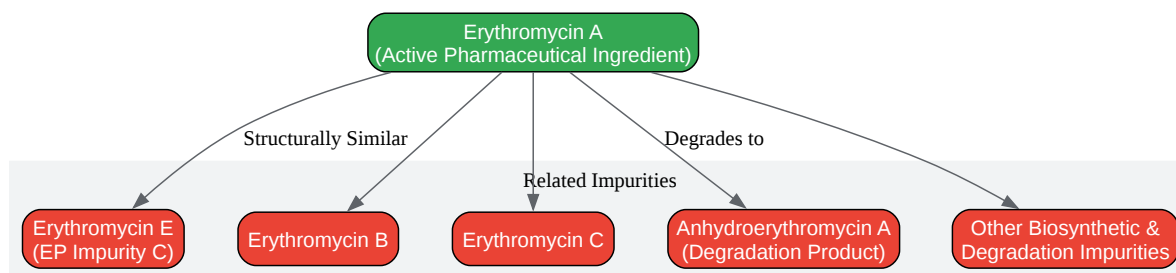 Erythromycin A
(Active Pharmaceutical Ingredient)
Structurally Similar
Degrades to
Related Impurities
Erythromycin E
(EP Impurity C)
Erythromycin B
Erythromycin C
Anhydroerythromycin A
(Degradation Product)
Other Biosynthetic &
Degradation Impurities